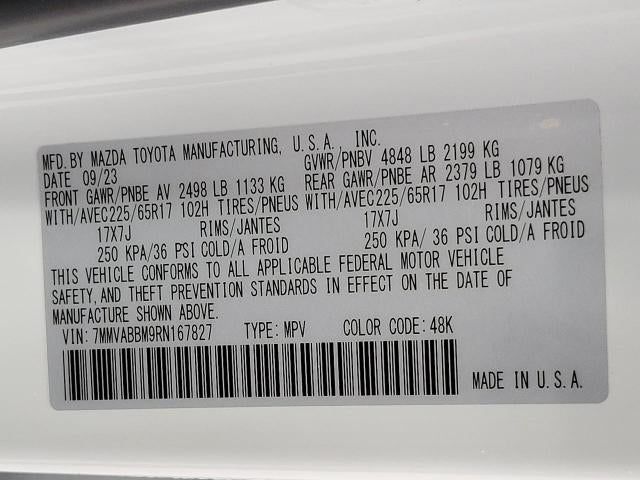 MFD. BY MAZDA TOYOTA MANUFACTURING, U.S.A. INC.
DATE 09/23 GVWR/PNBV 4848 LB 2199 KG
FRONT GAWR/PNBE AV 2498 LB 1133 KG REAR GAWR/PNBE AR 2379 LB 1079 KG
WITH/AVEC225/65R17 102H TIRES/PNEUS WITH/AVEC225/65R17 102H TIRES/PNEUS
17X7J RIMS/JANTES 17X7J RIMS/JANTES
250 KPA/36 PSI COLD/A FROID 250 KPA/ 36 PSI COLD/A FROID
THIS VEHICLE CONFORMS TO ALL APPLICABLE FEDERAL MOTOR VEHICLE
SAFETY, AND THEFT PREVENTION STANDARDS IN EFFECT ON THE DATE OF
MANUFACTURE SHOWN ABOVE.
VIN: 7MMVABBM9RN167827 TYPE: MPV COLOR CODE: 48K
MADE IN U.S.A.